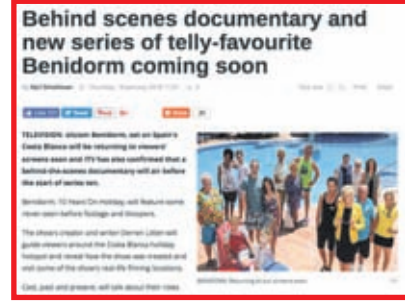 Behind scenes documentary and
new series of telly-favourite
Benidorm coming soon
TELEVISION: sitcom Benidorm, set on Spain's
Costa Blanca will be returning to viewers'
screens soon and ITV has also confirmed that a
behind-the-scenes documentary will air before
the start of series ten.
Benidorm: 10 Years On Holiday, will feature some
never seen before footage and bloopers.
The show's creator and writer Derren Litten will
guide viewers around the Costa Blanca holiday
hotspot and reveal how the show was created and
visit some of the show's real-life filming locations.
Cast, past and present, will talk about their roles